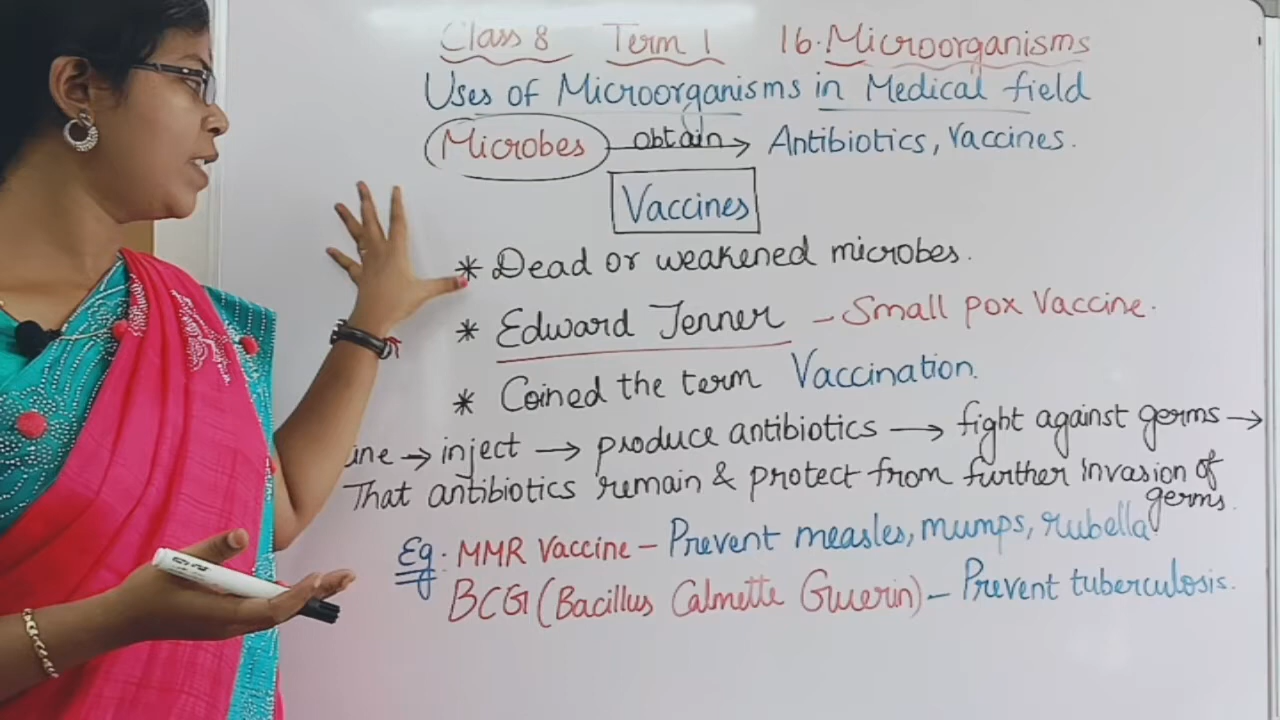 Class 8 Term 1 16. Microorganisms
Uses of Microorganisms in Medical field
Microbes obtain → Antibiotics, Vaccines.
Vaccines
* Dead or weakened microbes.
* Edward Jenner - Small pox Vaccine.
* Coined the term Vaccination.
ine → inject → produce antibiotics → fight against germs →
That antibiotics remain & protect from further invasion of
germs.
Eg: MMR Vaccine - Prevent measles, mumps, rubella
BCG (Bacillus Calmette Guerin) - Prevent tuberculosis.